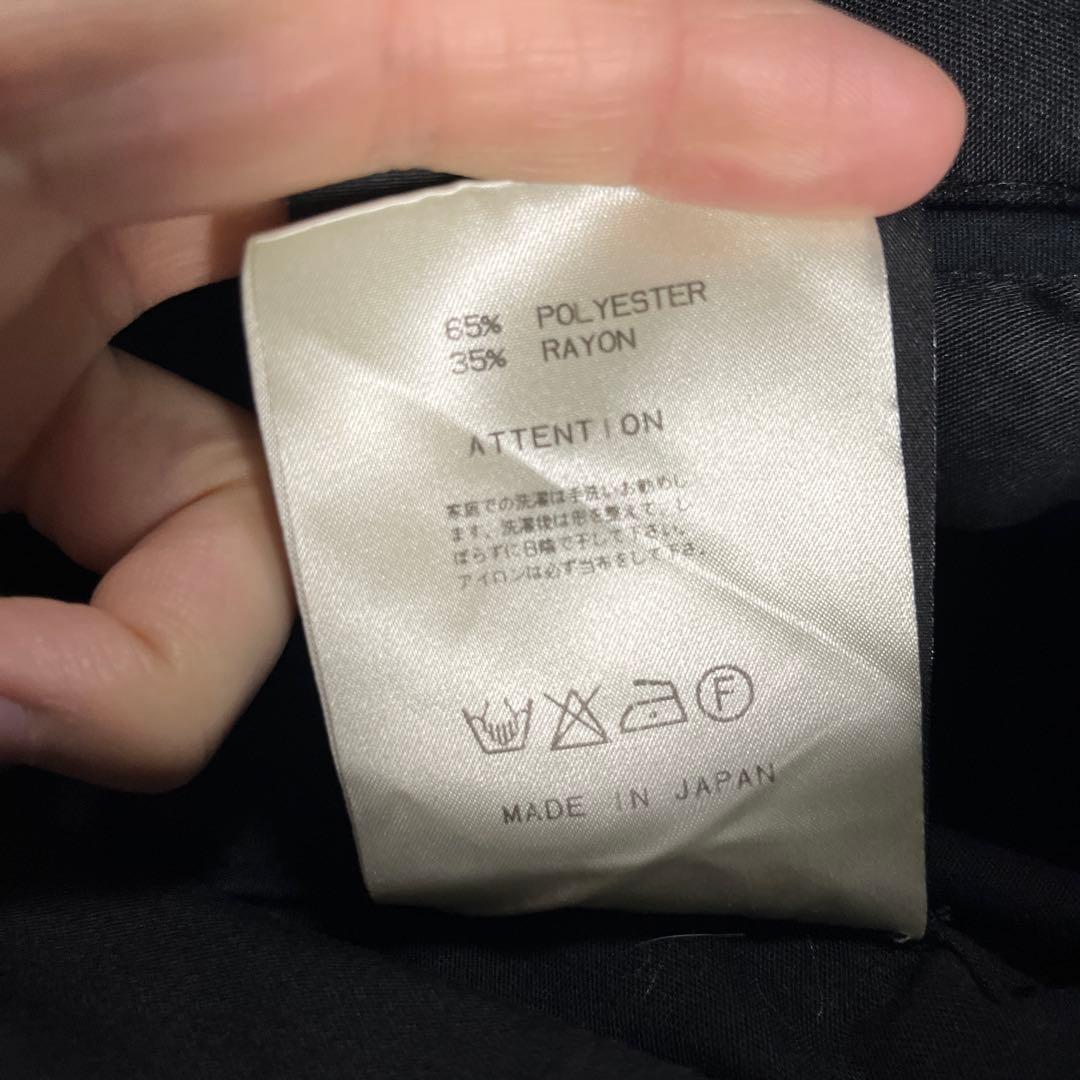 65% POLYESTER
35% RAYON
ATTENTION
家庭での洗濯は手洗いお勧めし
ます。洗濯後は形を整えて、し
ばらずに日陰で干して下さい。
アイロンは必ず当布をして下さ。
F
MADE IN JAPAN